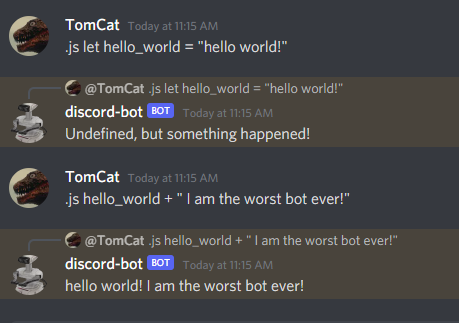 TomCat Today at 11:15 AM
.js let hello_world = "hello world!"
@TomCat .js let hello_world = "hello world!"
discord-bot BOT Today at 11:15 AM
Undefined, but something happened!
TomCat Today at 11:15 AM
.js hello_world + " I am the worst bot ever!"
@TomCat .js hello_world + " I am the worst bot ever!"
discord-bot BOT Today at 11:15 AM
hello world! I am the worst bot ever!